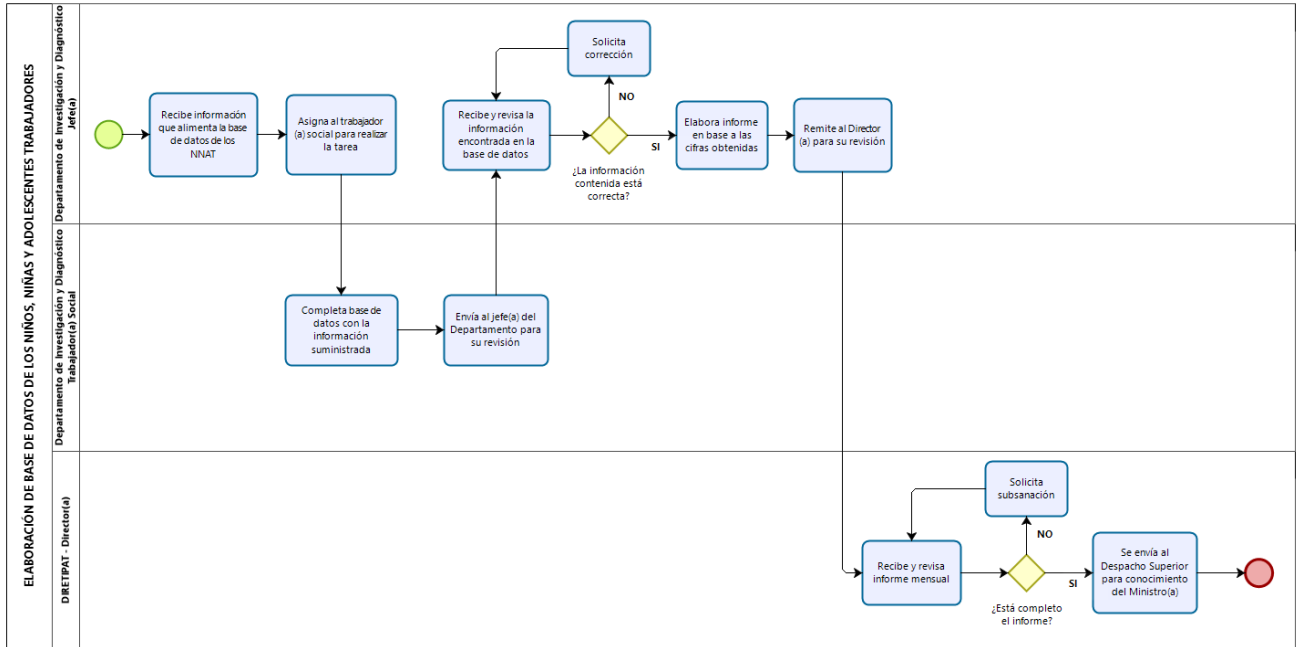 ELABORACIÓN DE BASE DE DATOS DE LOS NIÑOS, NIÑAS Y ADOLESCENTES TRABAJADORES
Departamento de Investigación y Diagnóstico
Jefe(a)
Recibe información
que alimenta la base
de datos de los
NNAT
Asigna al trabajador
(a) social para realizar
la tarea
Recibe y revisa la
información
encontrada en la
base de datos
Solicita
corrección
NO
SI
¿La información
contenida está
correcta?
Elabora informe
en base a las
cifras obtenidas
Remite al Director
(a) para su revisión
Departamento de Investigación y Diagnóstico
Trabajador(a) Social
Completa base de
datos con la
información
suministrada
Envía al jefe(a) del
Departamento para
su revisión
DIRETIPAT - Director(a)
Recibe y revisa
informe mensual
Solicita
subsanación
NO
SI
¿Está completo
el informe?
Se envía al
Despacho Superior
para conocimiento
del Ministro(a)